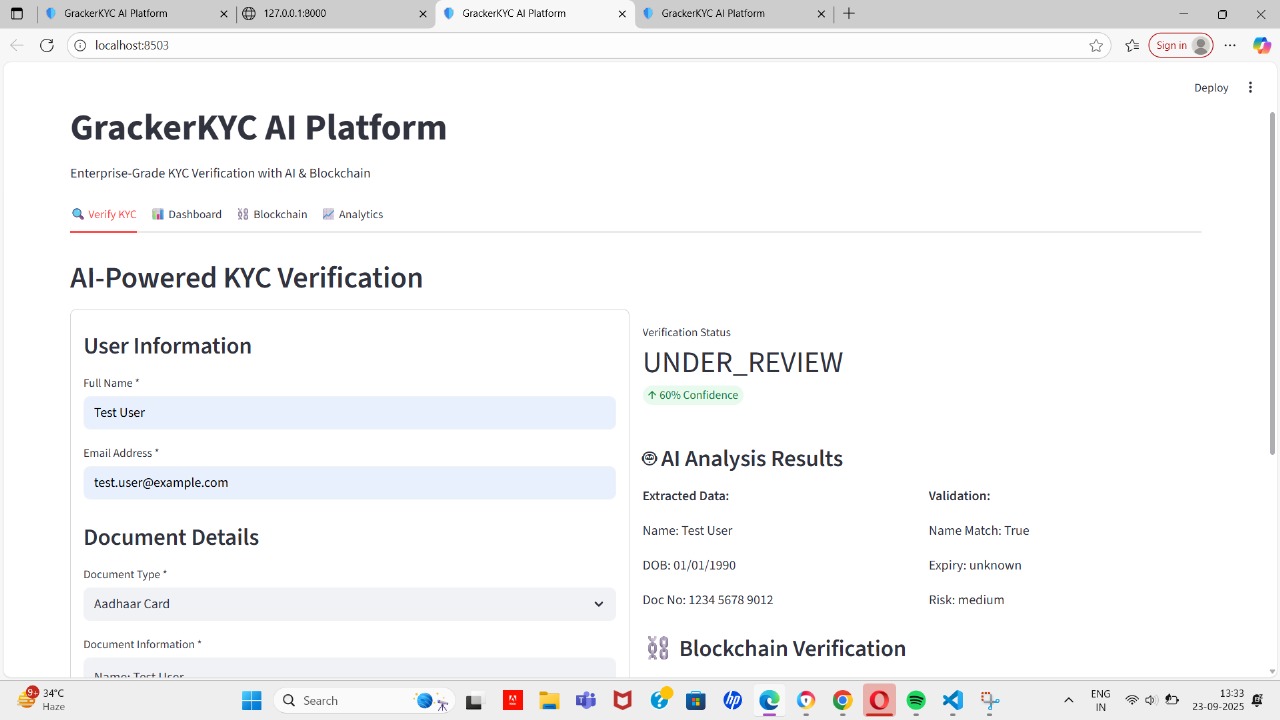 GrackerKYC AI Platform
127.0.0.1:8000
GrackerKYC AI Platform
GrackerKYC AI Platform
localhost:8503
Sign in
Deploy
GrackerKYC AI Platform
Enterprise-Grade KYC Verification with AI & Blockchain
Verify KYC
Dashboard
Blockchain
Analytics
AI-Powered KYC Verification
User Information
Full Name *
Test User
Email Address *
test.user@example.com
Document Details
Document Type *
Aadhaar Card
Document Information *
Name: Test User
Verification Status
UNDER_REVIEW
↑ 60% Confidence
AI Analysis Results
Extracted Data:
Name: Test User
DOB: 01/01/1990
Doc No: 1234 5678 9012
Validation:
Name Match: True
Expiry: unknown
Risk: medium
Blockchain Verification
9+
34°C
Haze
Search
ENG
IN
13:33
23-09-2025